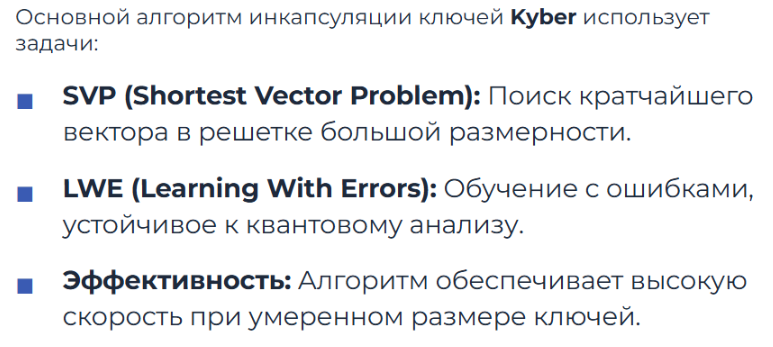 Основной алгоритм инкапсуляции ключей Kyber использует
задачи:
SVP (Shortest Vector Problem): Поиск кратчайшего
вектора в решетке большой размерности.
LWE (Learning With Errors): Обучение с ошибками,
устойчивое к квантовому анализу.
Эффективность: Алгоритм обеспечивает высокую
скорость при умеренном размере ключей.